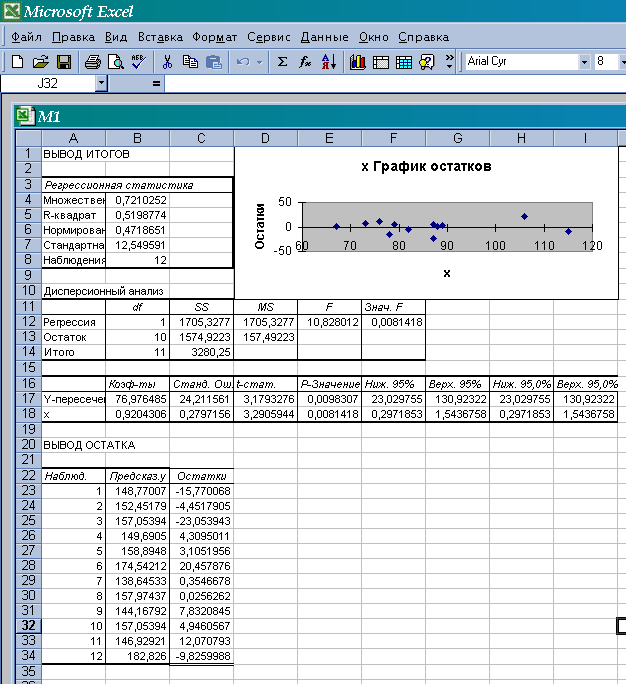 Microsoft Excel
Файл Правка Вид Вставка Формат Сервис Данные Окно Справка
Arial Cyr 8
J32 =
M1
A B C D E F G H I
1 ВЫВОД ИТОГОВ
2
3 Регрессионная статистика
4 Множествен 0,7210252
5 R-квадрат 0,5198774
6 Нормирован 0,4718651
7 Стандартна 12,549591
8 Наблюдения 12
9
x График остатков
Остатки
50
0
-50
60 70 80 90 100 110 120
x
10 Дисперсионный анализ
11 df SS MS F Знач. F
12 Регрессия 1 1705,3277 1705,3277 10,828012 0,0081418
13 Остаток 10 1574,9223 157,49223
14 Итого 11 3280,25
15
16 Коэф-ты Станд. Ош. t-стат. P-Значение Ниж. 95% Верх. 95% Ниж. 95,0% Верх. 95,0%
17 Y-пересечен 76,976485 24,211561 3,1793276 0,0098307 23,029755 130,92322 23,029755 130,92322
18 x 0,9204306 0,2797156 3,2905944 0,0081418 0,2971853 1,5436758 0,2971853 1,5436758
19
20 ВЫВОД ОСТАТКА
21
22 Наблюд. Предсказ.y Остатки
23 1 148,77007 -15,770068
24 2 152,45179 -4,4517905
25 3 157,05394 -23,053943
26 4 149,6905 4,3095011
27 5 158,8948 3,1051956
28 6 174,54212 20,457876
29 7 138,64533 0,3546678
30 8 157,97437 0,0256262
31 9 144,16792 7,8320845
32 10 157,05394 4,9460567
33 11 146,92921 12,070793
34 12 182,826 -9,8259988
35